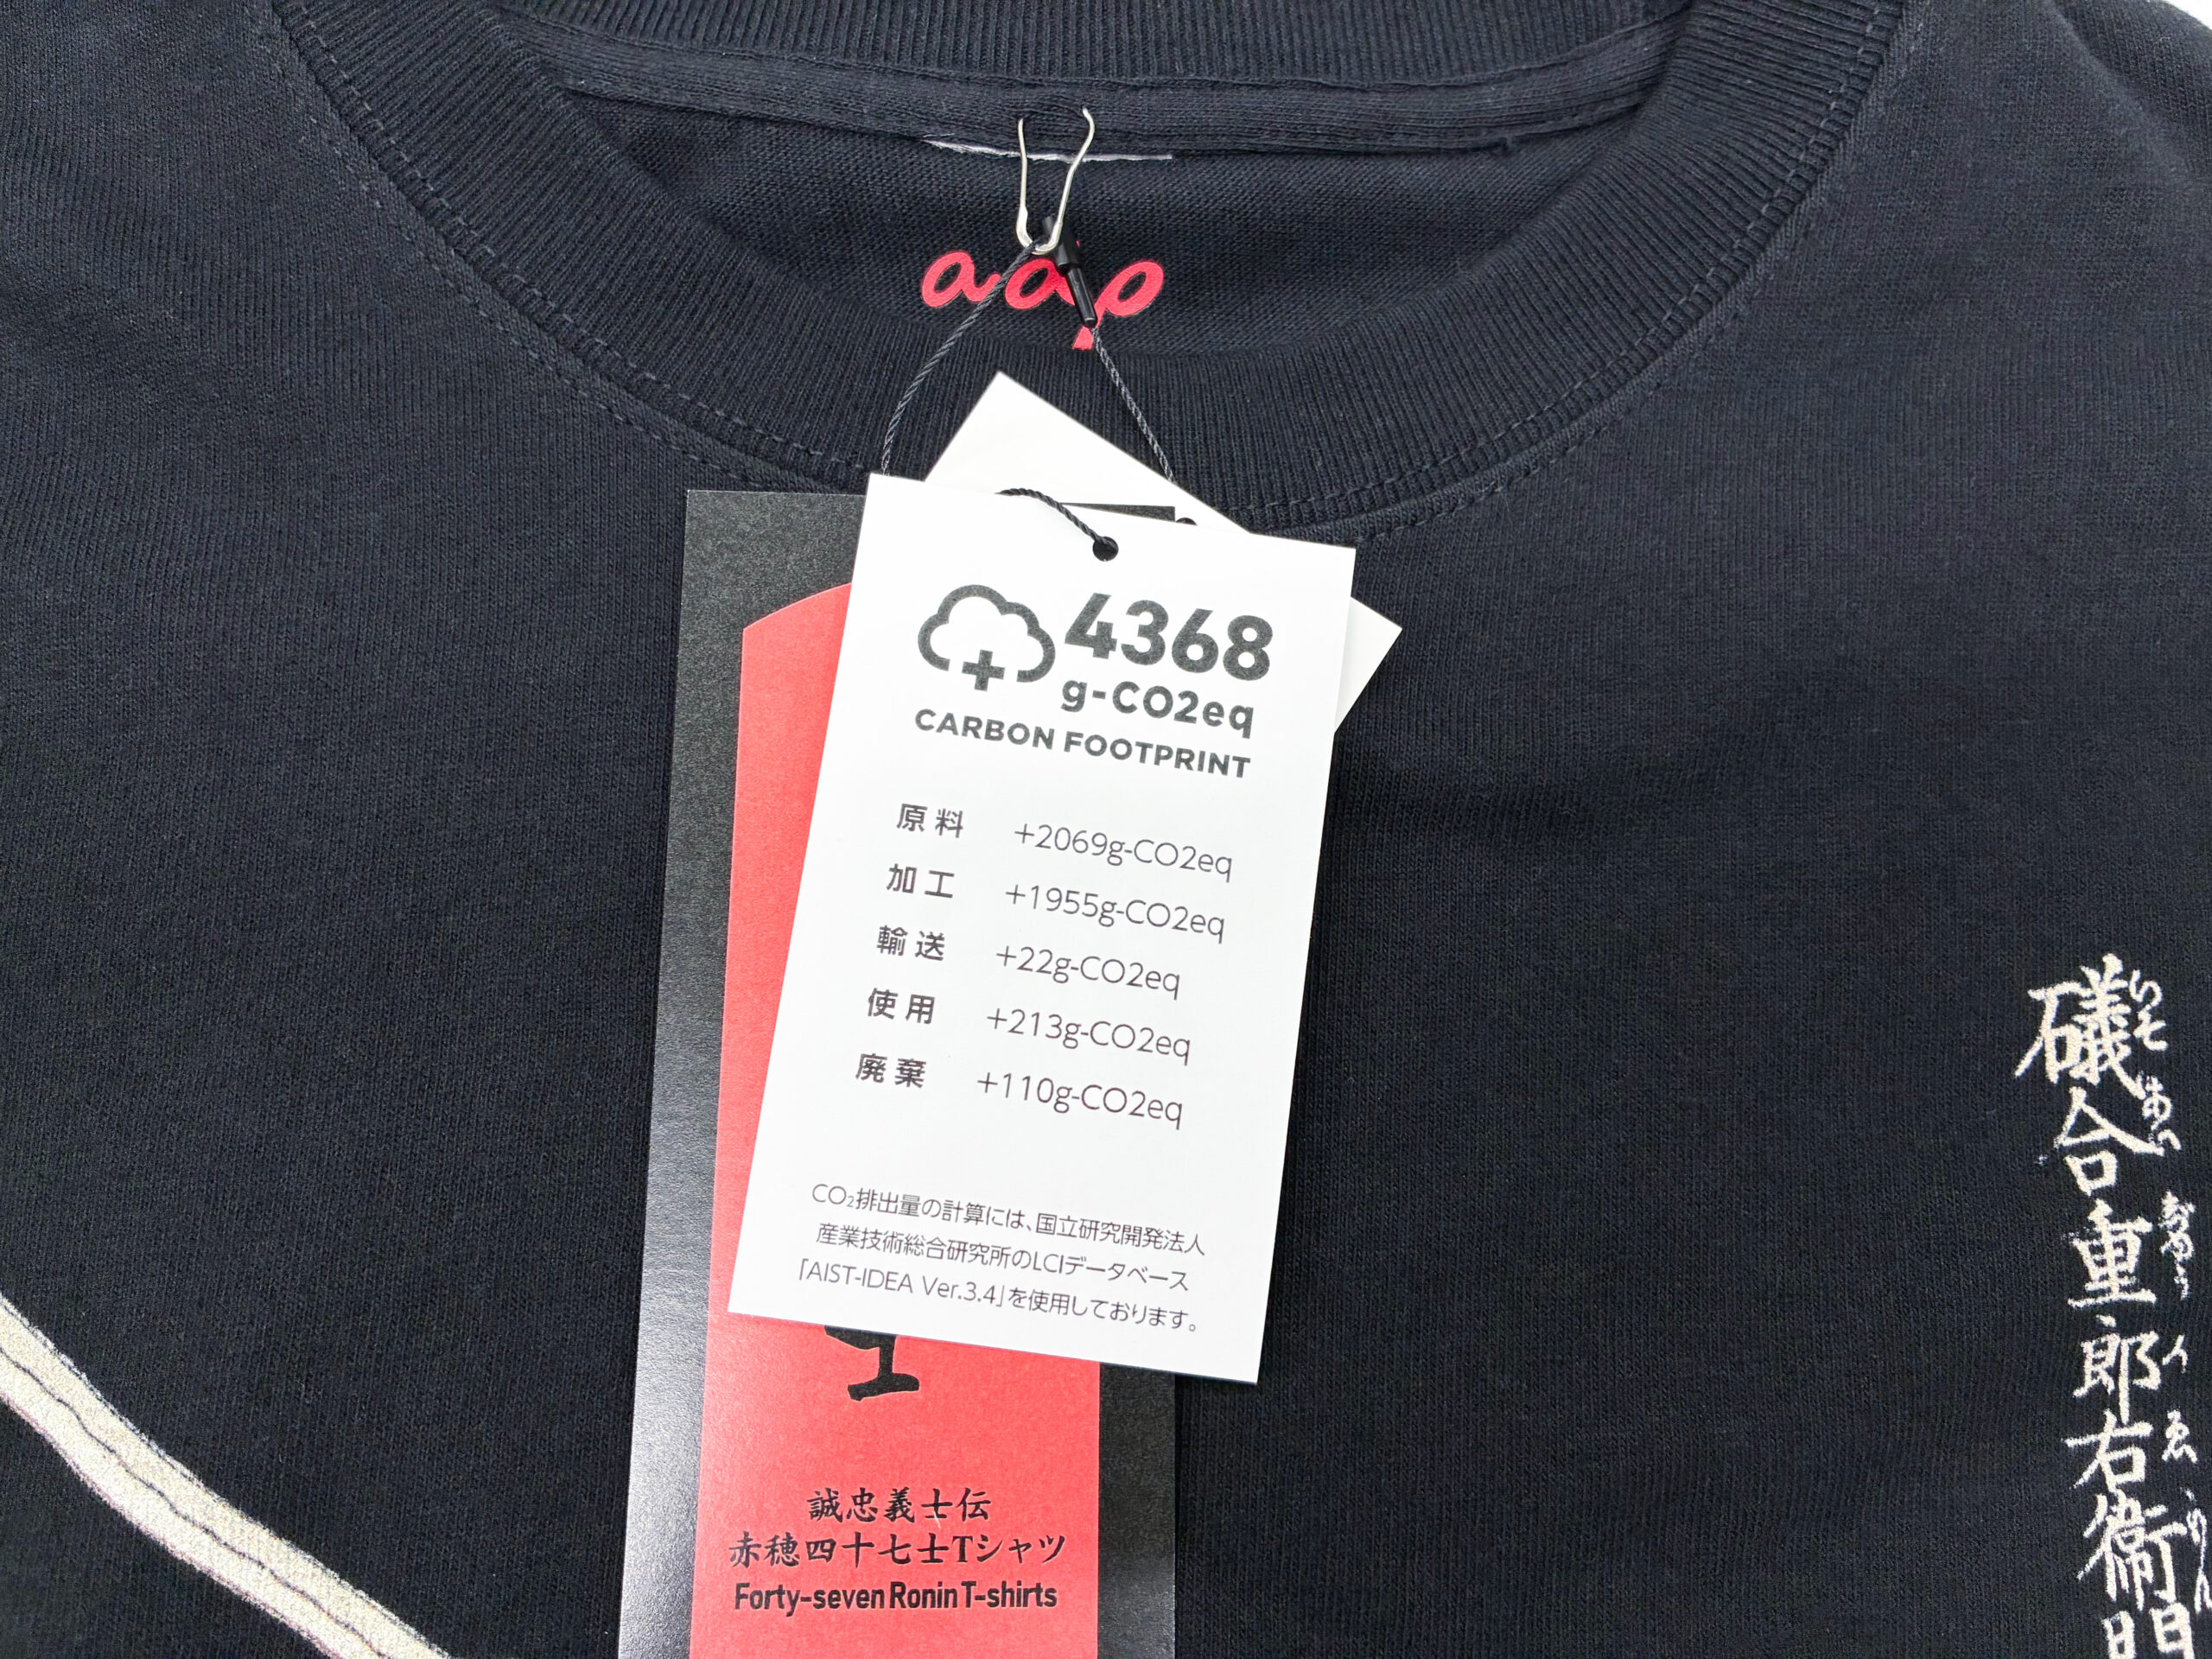 4368
g-CO2eq
CARBON FOOTPRINT
原料 +2069g-CO2eq
加工 +1955g-CO2eq
輸送 +22g-CO2eq
使用 +213g-CO2eq
廃棄 +110g-CO2eq
CO₂排出量の計算には、国立研究開発法人
産業技術総合研究所のLCIデータベース
「AIST-IDEA Ver.3.4」を使用しております。
誠忠義士伝
赤穂四十七士Tシャツ
Forty-seven Ronin T-shirts
礒合重郎右衛門